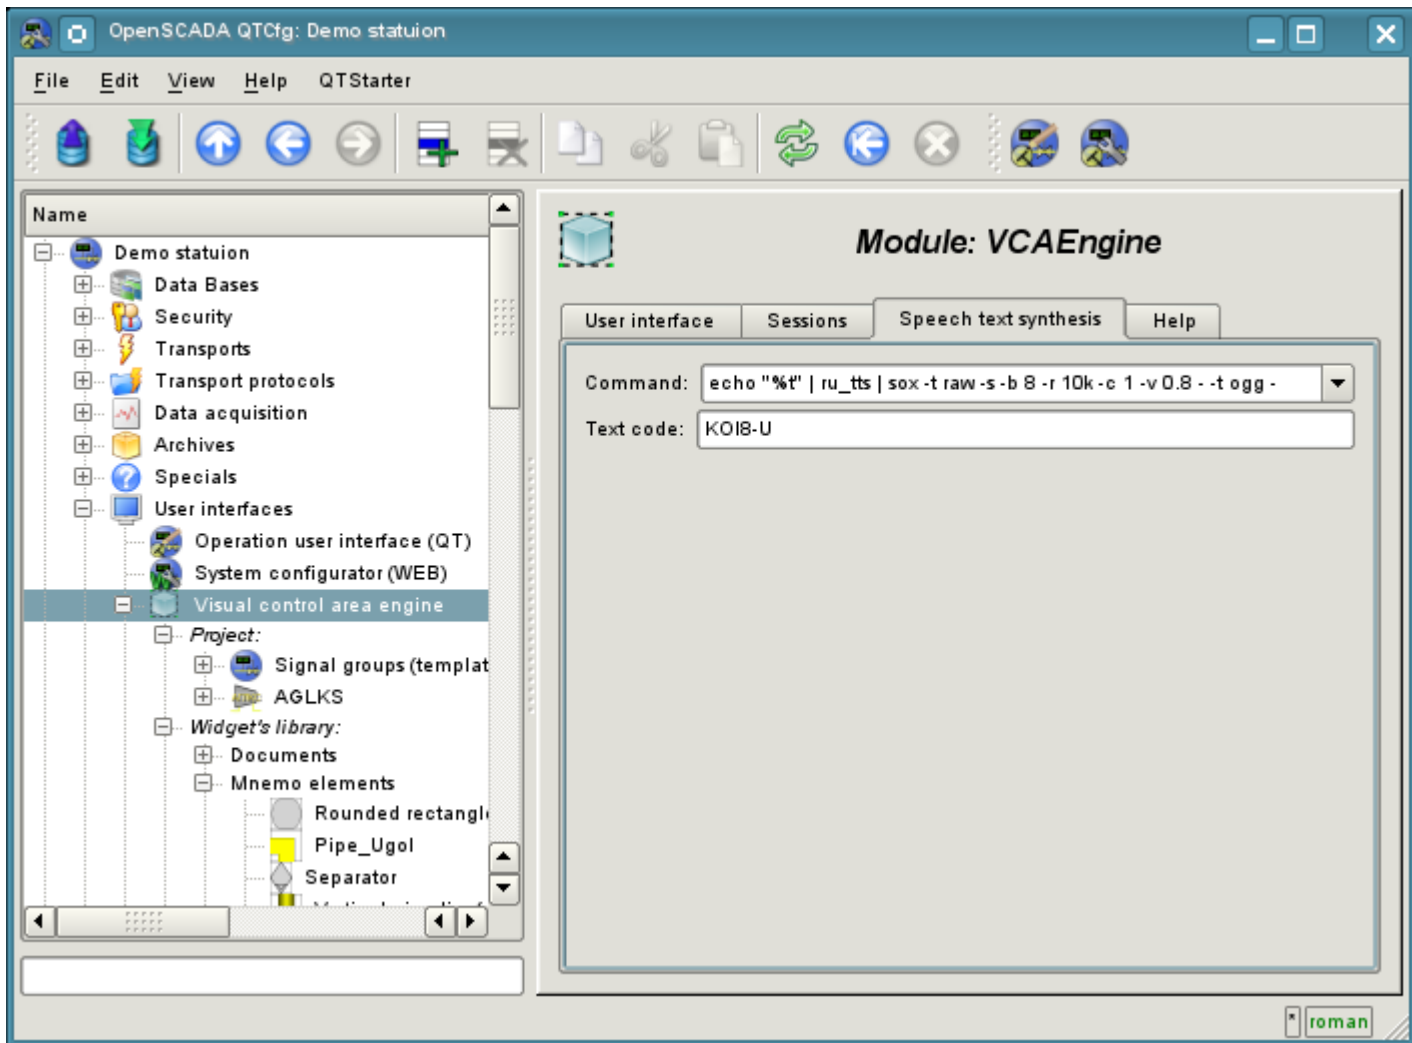 OpenSCADA QTCfg: Demo statuion
File Edit View Help QTStarter
Name
Demo statuion
Data Bases
Security
Transports
Transport protocols
Data acquisition
Archives
Specials
User interfaces
Operation user interface (QT)
System configurator (WEB)
Visual control area engine
Project:
Signal groups (templat
AGLKS
Widget's library:
Documents
Mnemo elements
Rounded rectangl
Pipe_Ugol
Separator
Module: VCAEngine
User interface Sessions Speech text synthesis Help
Command: echo "%t" | ru_tts | sox -t raw -s -b 8 -r 10k -c 1 -v 0.8 - -t ogg -
Text code: KOI8-U
* roman